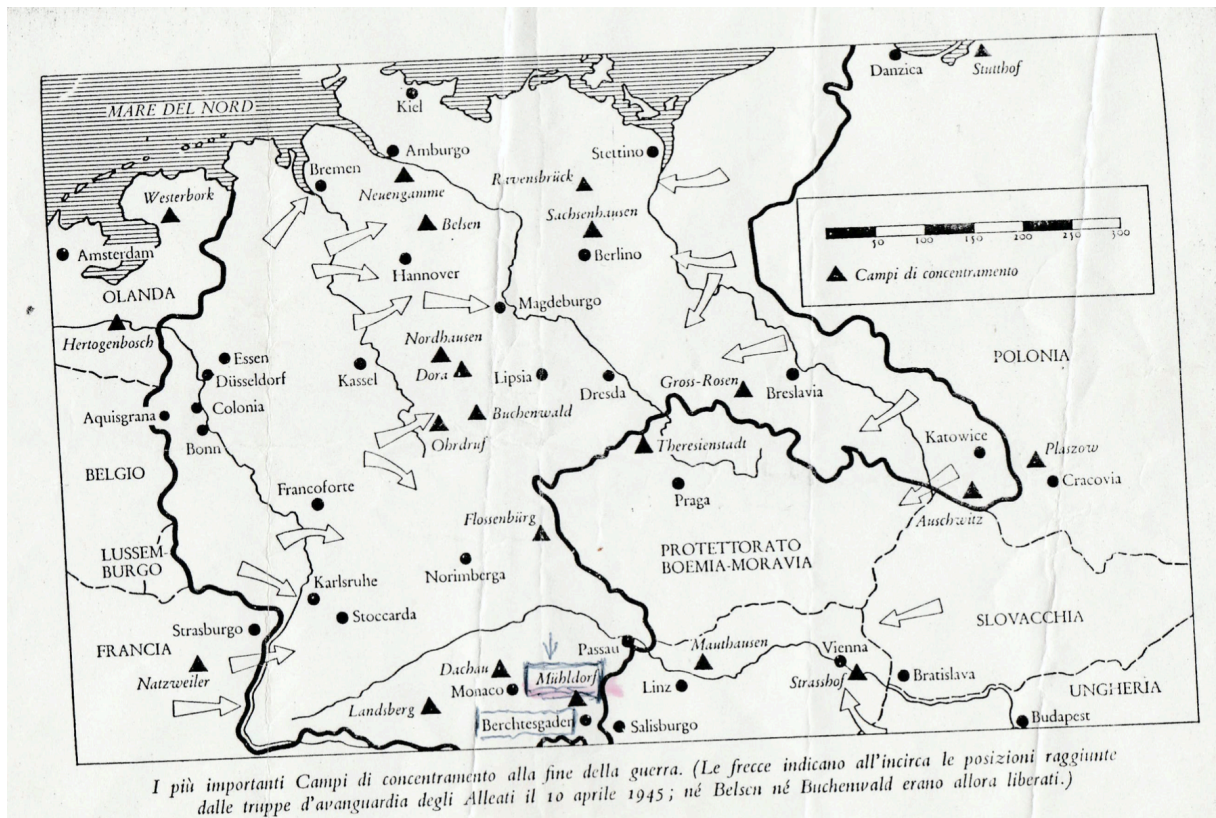 Danzica
Stutthof
Kiel
MARE DEL NORD
Amburgo
Stettino
Bremen
Neuengamme
Ravensbrück
Westerbork
Belsen
Sachsenhausen
Amsterdam
Hannover
Berlino
50 100 150 200 250 300
Campi di concentramento
OLANDA
Magdeburgo
Hertogenbosch
Nordhausen
POLONIA
Essen
Düsseldorf
Kassel
Dora
Lipsia
Dresda
Gross-Rosen
Breslavia
Aquisgrana
Colonia
Buchenwald
Bonn
Ohrdruf
Theresienstadt
Katowice
Plaszow
BELGIO
Praga
Cracovia
Francoforte
Flossenbürg
Auschwitz
LUSSEM-
BURGO
Norimberga
PROTETTORATO
BOEMIA-MORAVIA
Karlsruhe
Stoccarda
SLOVACCHIA
Strasburgo
FRANCIA
Passau
Mauthausen
Vienna
Natzweiler
Dachau
Mühldorf
Monaco
Linz
Strasshof
Bratislava
UNGHERIA
Landsberg
Berchtesgaden
Salisburgo
Budapest
I più importanti Campi di concentramento alla fine della guerra. (Le frecce indicano all'incirca le posizioni raggiunte
dalle truppe d'avanguardia degli Alleati il 10 aprile 1945; né Belsen né Buchenwald erano allora liberati.)